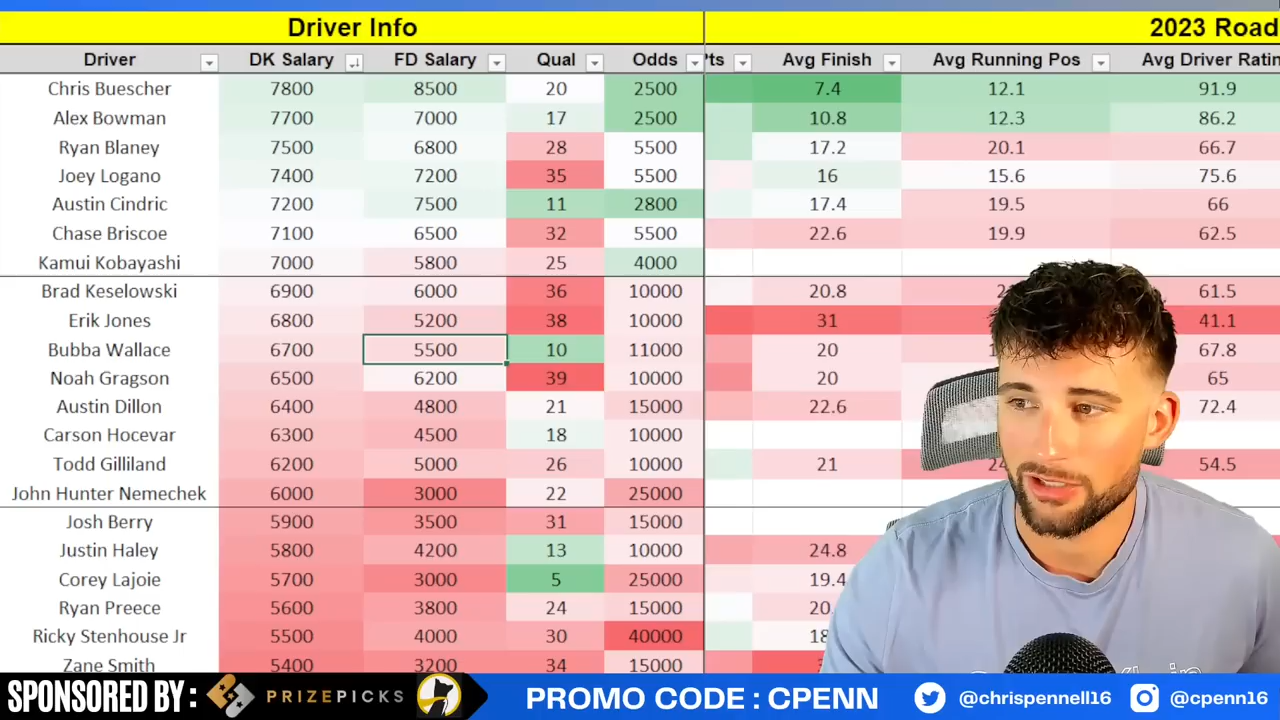 Driver Info 2023 Road
Driver DK Salary FD Salary Qual Odds Pts Avg Finish Avg Running Pos Avg Driver Ratin
Chris Buescher 7800 8500 20 2500 7.4 12.1 91.9
Alex Bowman 7700 7000 17 2500 10.8 12.3 86.2
Ryan Blaney 7500 6800 28 5500 17.2 20.1 66.7
Joey Logano 7400 7200 35 5500 16 15.6 75.6
Austin Cindric 7200 7500 11 2800 17.4 19.5 66
Chase Briscoe 7100 6500 32 5500 22.6 19.9 62.5
Kamui Kobayashi 7000 5800 25 4000
Brad Keselowski 6900 6000 36 10000 20.8 61.5
Erik Jones 6800 5200 38 10000 31 41.1
Bubba Wallace 6700 5500 10 11000 20 67.8
Noah Gragson 6500 6200 39 10000 20 65
Austin Dillon 6400 4800 21 15000 22.6 72.4
Carson Hocevar 6300 4500 18 10000
Todd Gilliland 6200 5000 26 10000 21 54.5
John Hunter Nemechek 6000 3000 22 25000
Josh Berry 5900 3500 31 15000
Justin Haley 5800 4200 13 10000 24.8
Corey Lajoie 5700 3000 5 25000 19.4
Ryan Preece 5600 3800 24 15000
Ricky Stenhouse Jr 5500 4000 30 40000
Zane Smith 5400 3200 34 15000
SPONSORED BY : PRIZEPICKS PROMO CODE : CPENN @chrispennell16 @cpenn16